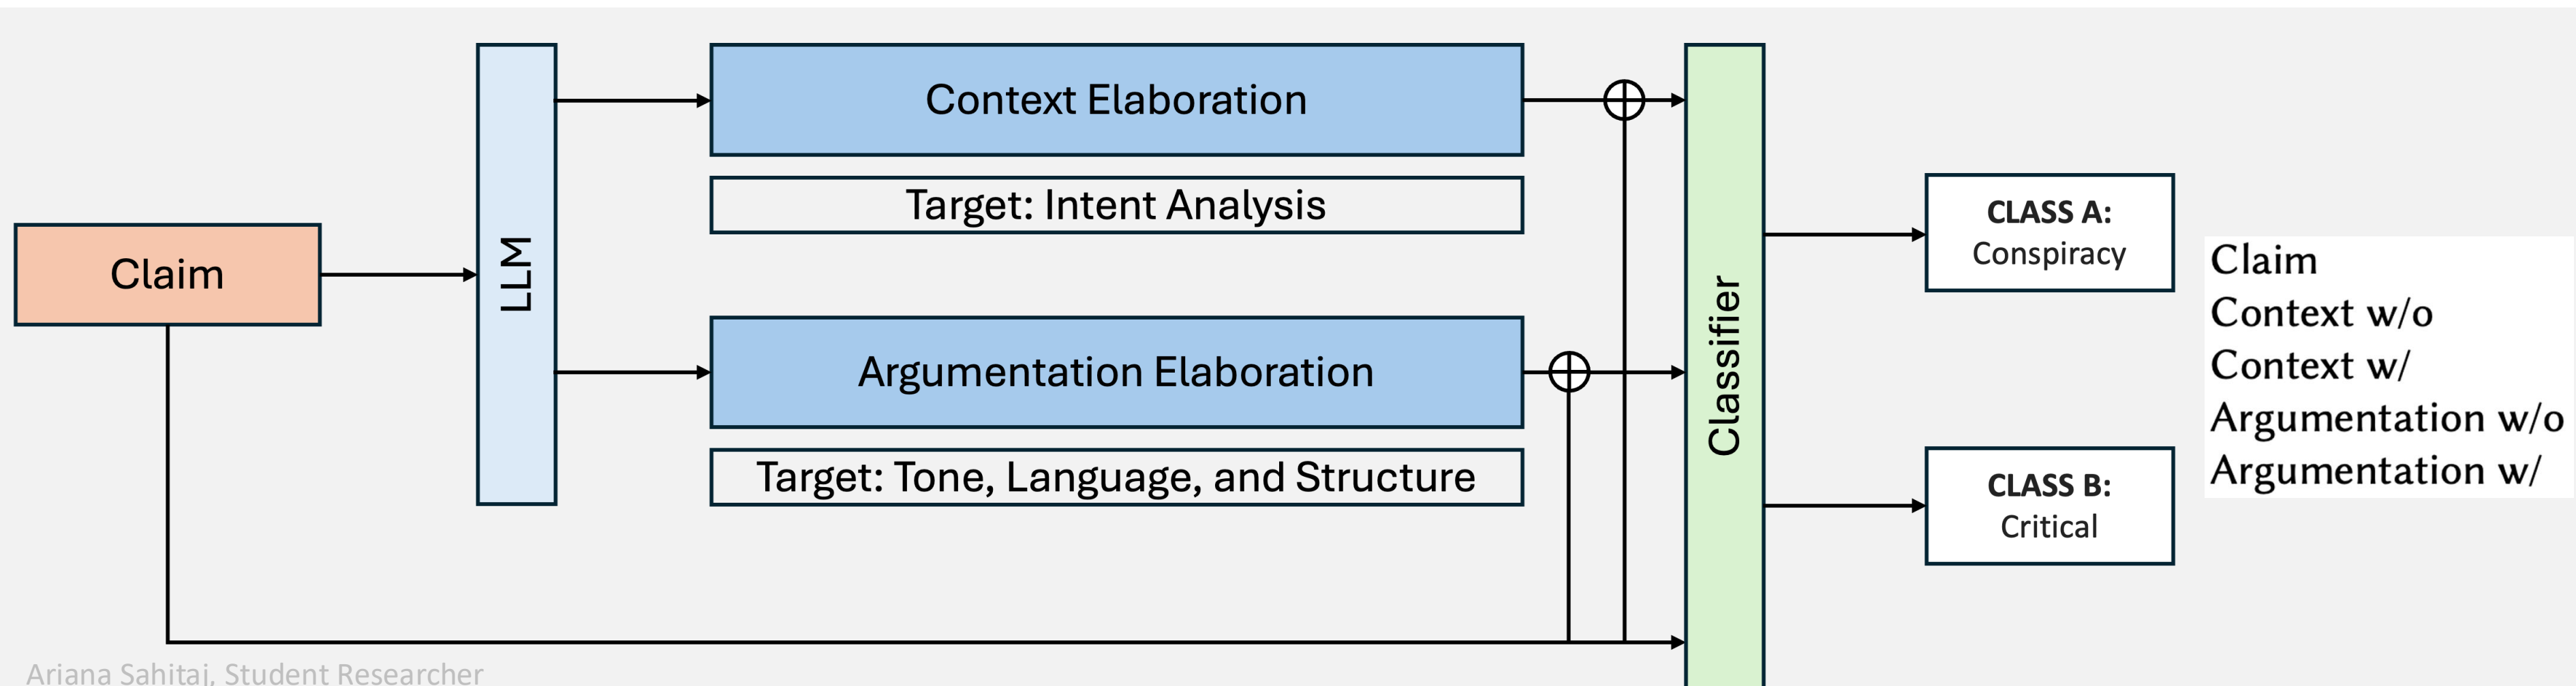 Claim
LLM
Context Elaboration
Target: Intent Analysis
Argumentation Elaboration
Target: Tone, Language, and Structure
Classifier
CLASS A:
Conspiracy
CLASS B:
Critical
Claim
Context w/o
Context w/
Argumentation w/o
Argumentation w/
Ariana Sahitaj, Student Researcher